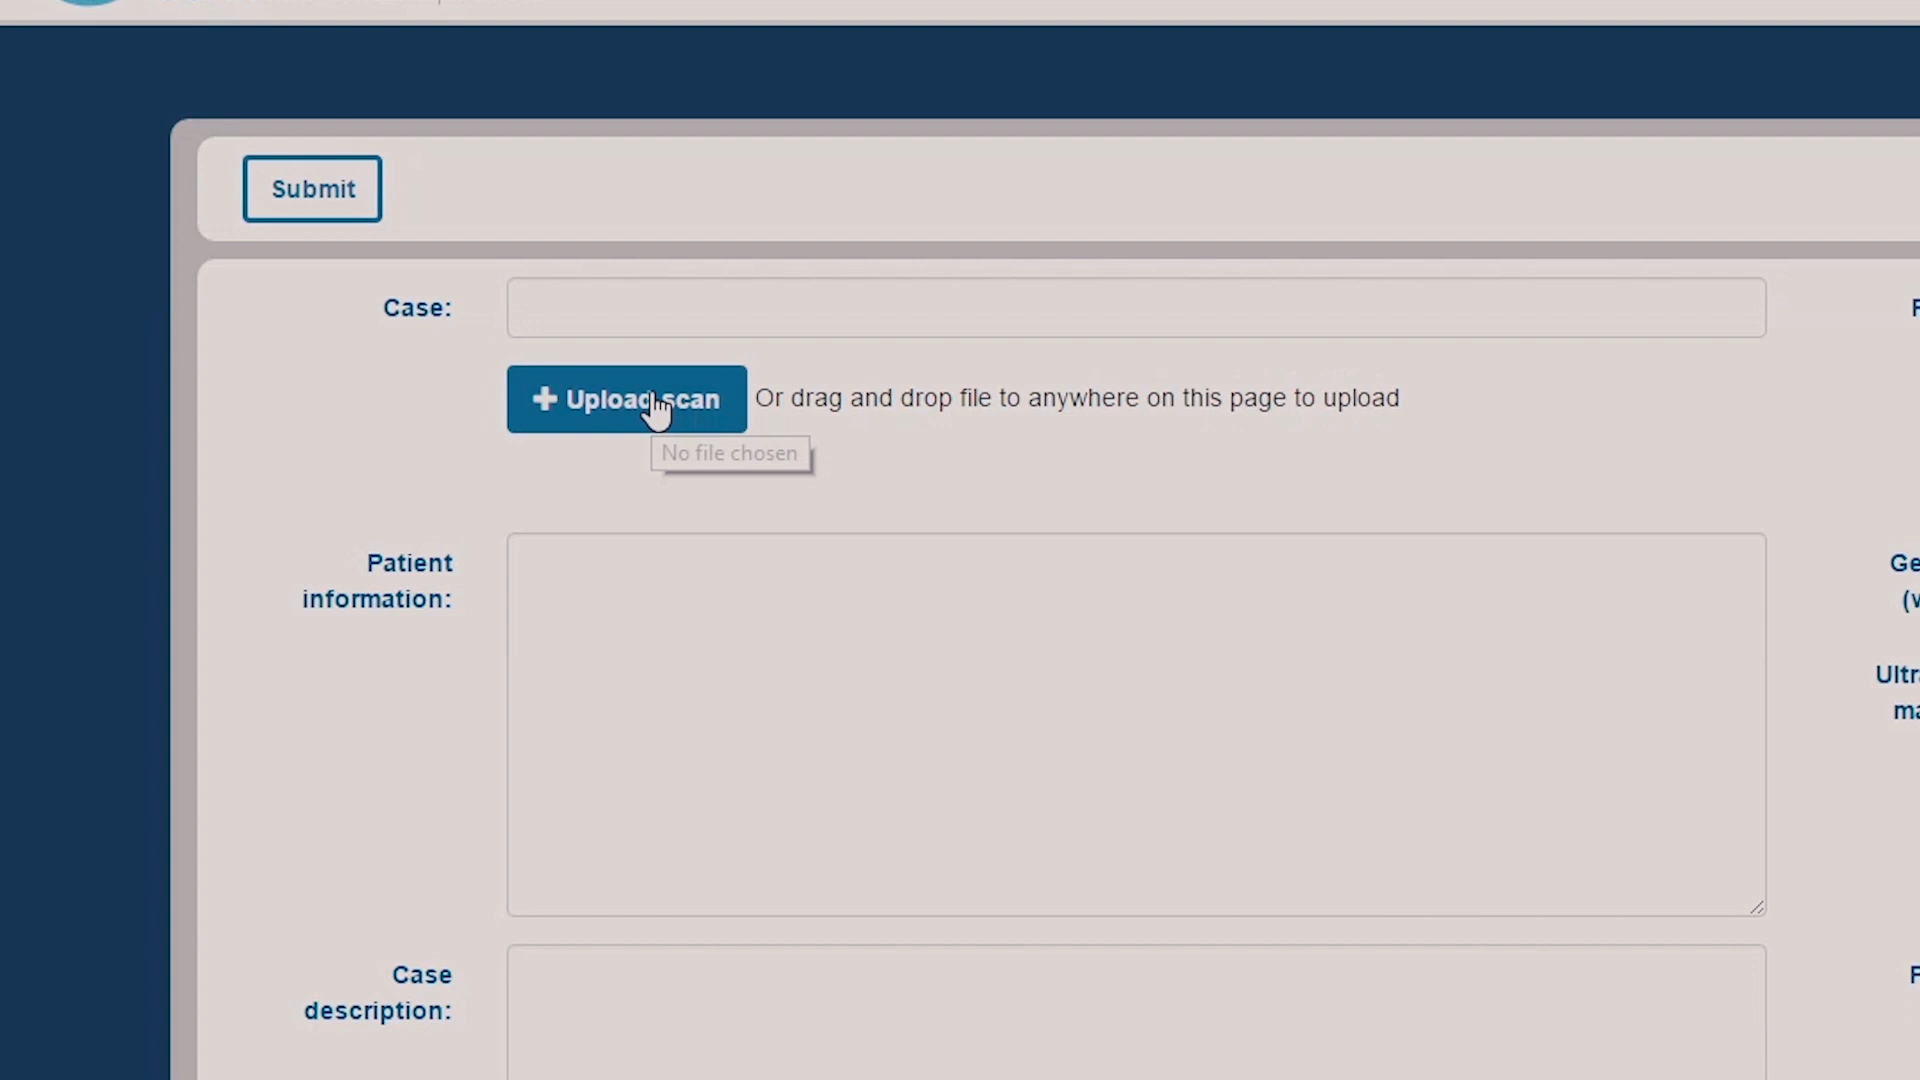 Submit
Case:
Upload scan Or drag and drop file to anywhere on this page to upload
No file chosen
Patient
information:
Case
description: